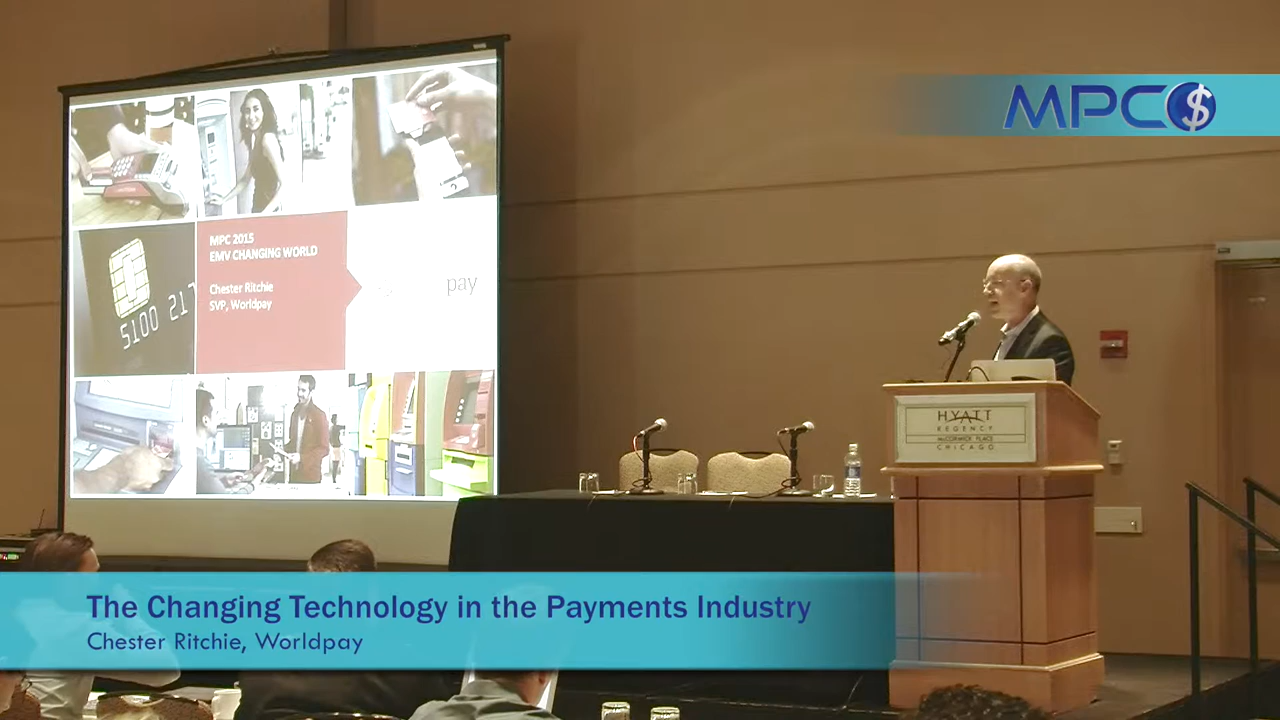 MPC$
MPC 2015
EMV CHANGING WORLD
Chester Ritchie
SVP, Worldpay
pay
5100 217
HYATT
REGENCY
McCORMICK PLACE
CHICAGO
The Changing Technology in the Payments Industry
Chester Ritchie, Worldpay